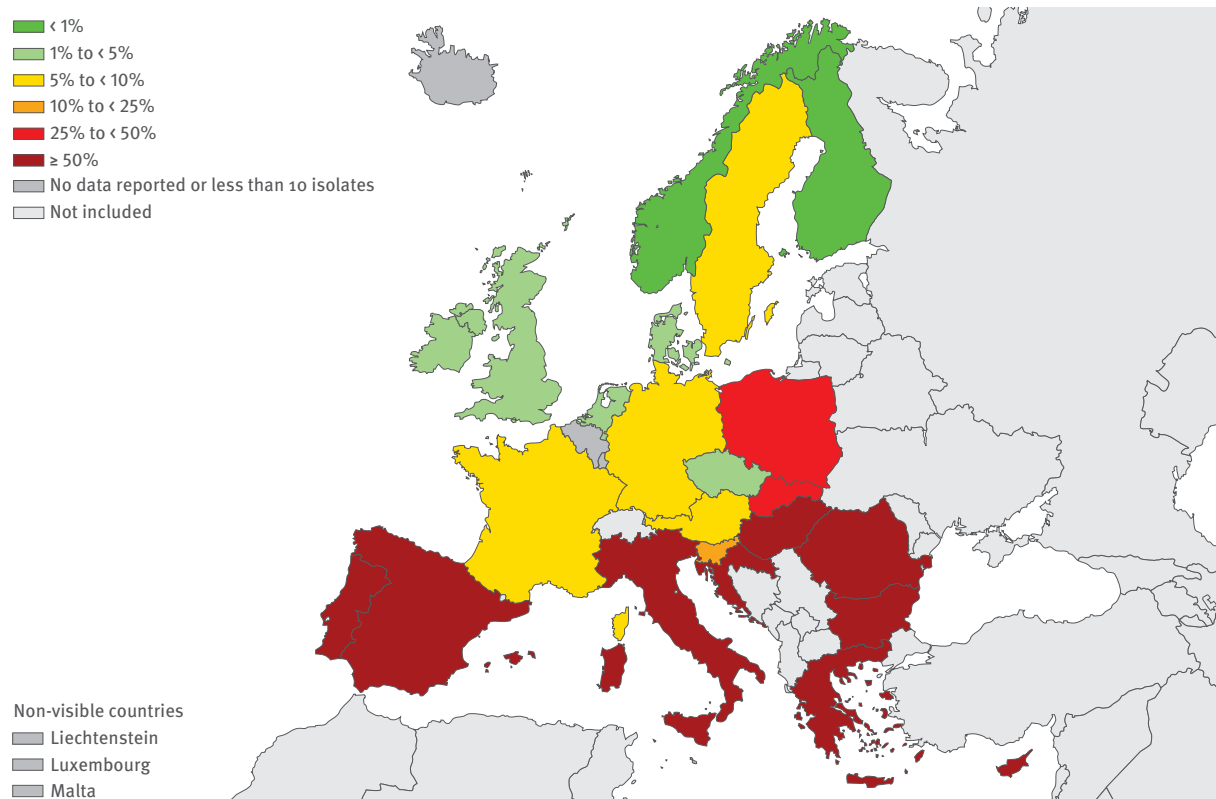 < 1%
1% to < 5%
5% to < 10%
10% to < 25%
25% to < 50%
≥ 50%
No data reported or less than 10 isolates
Not included
Non-visible countries
Liechtenstein
Luxembourg
Malta